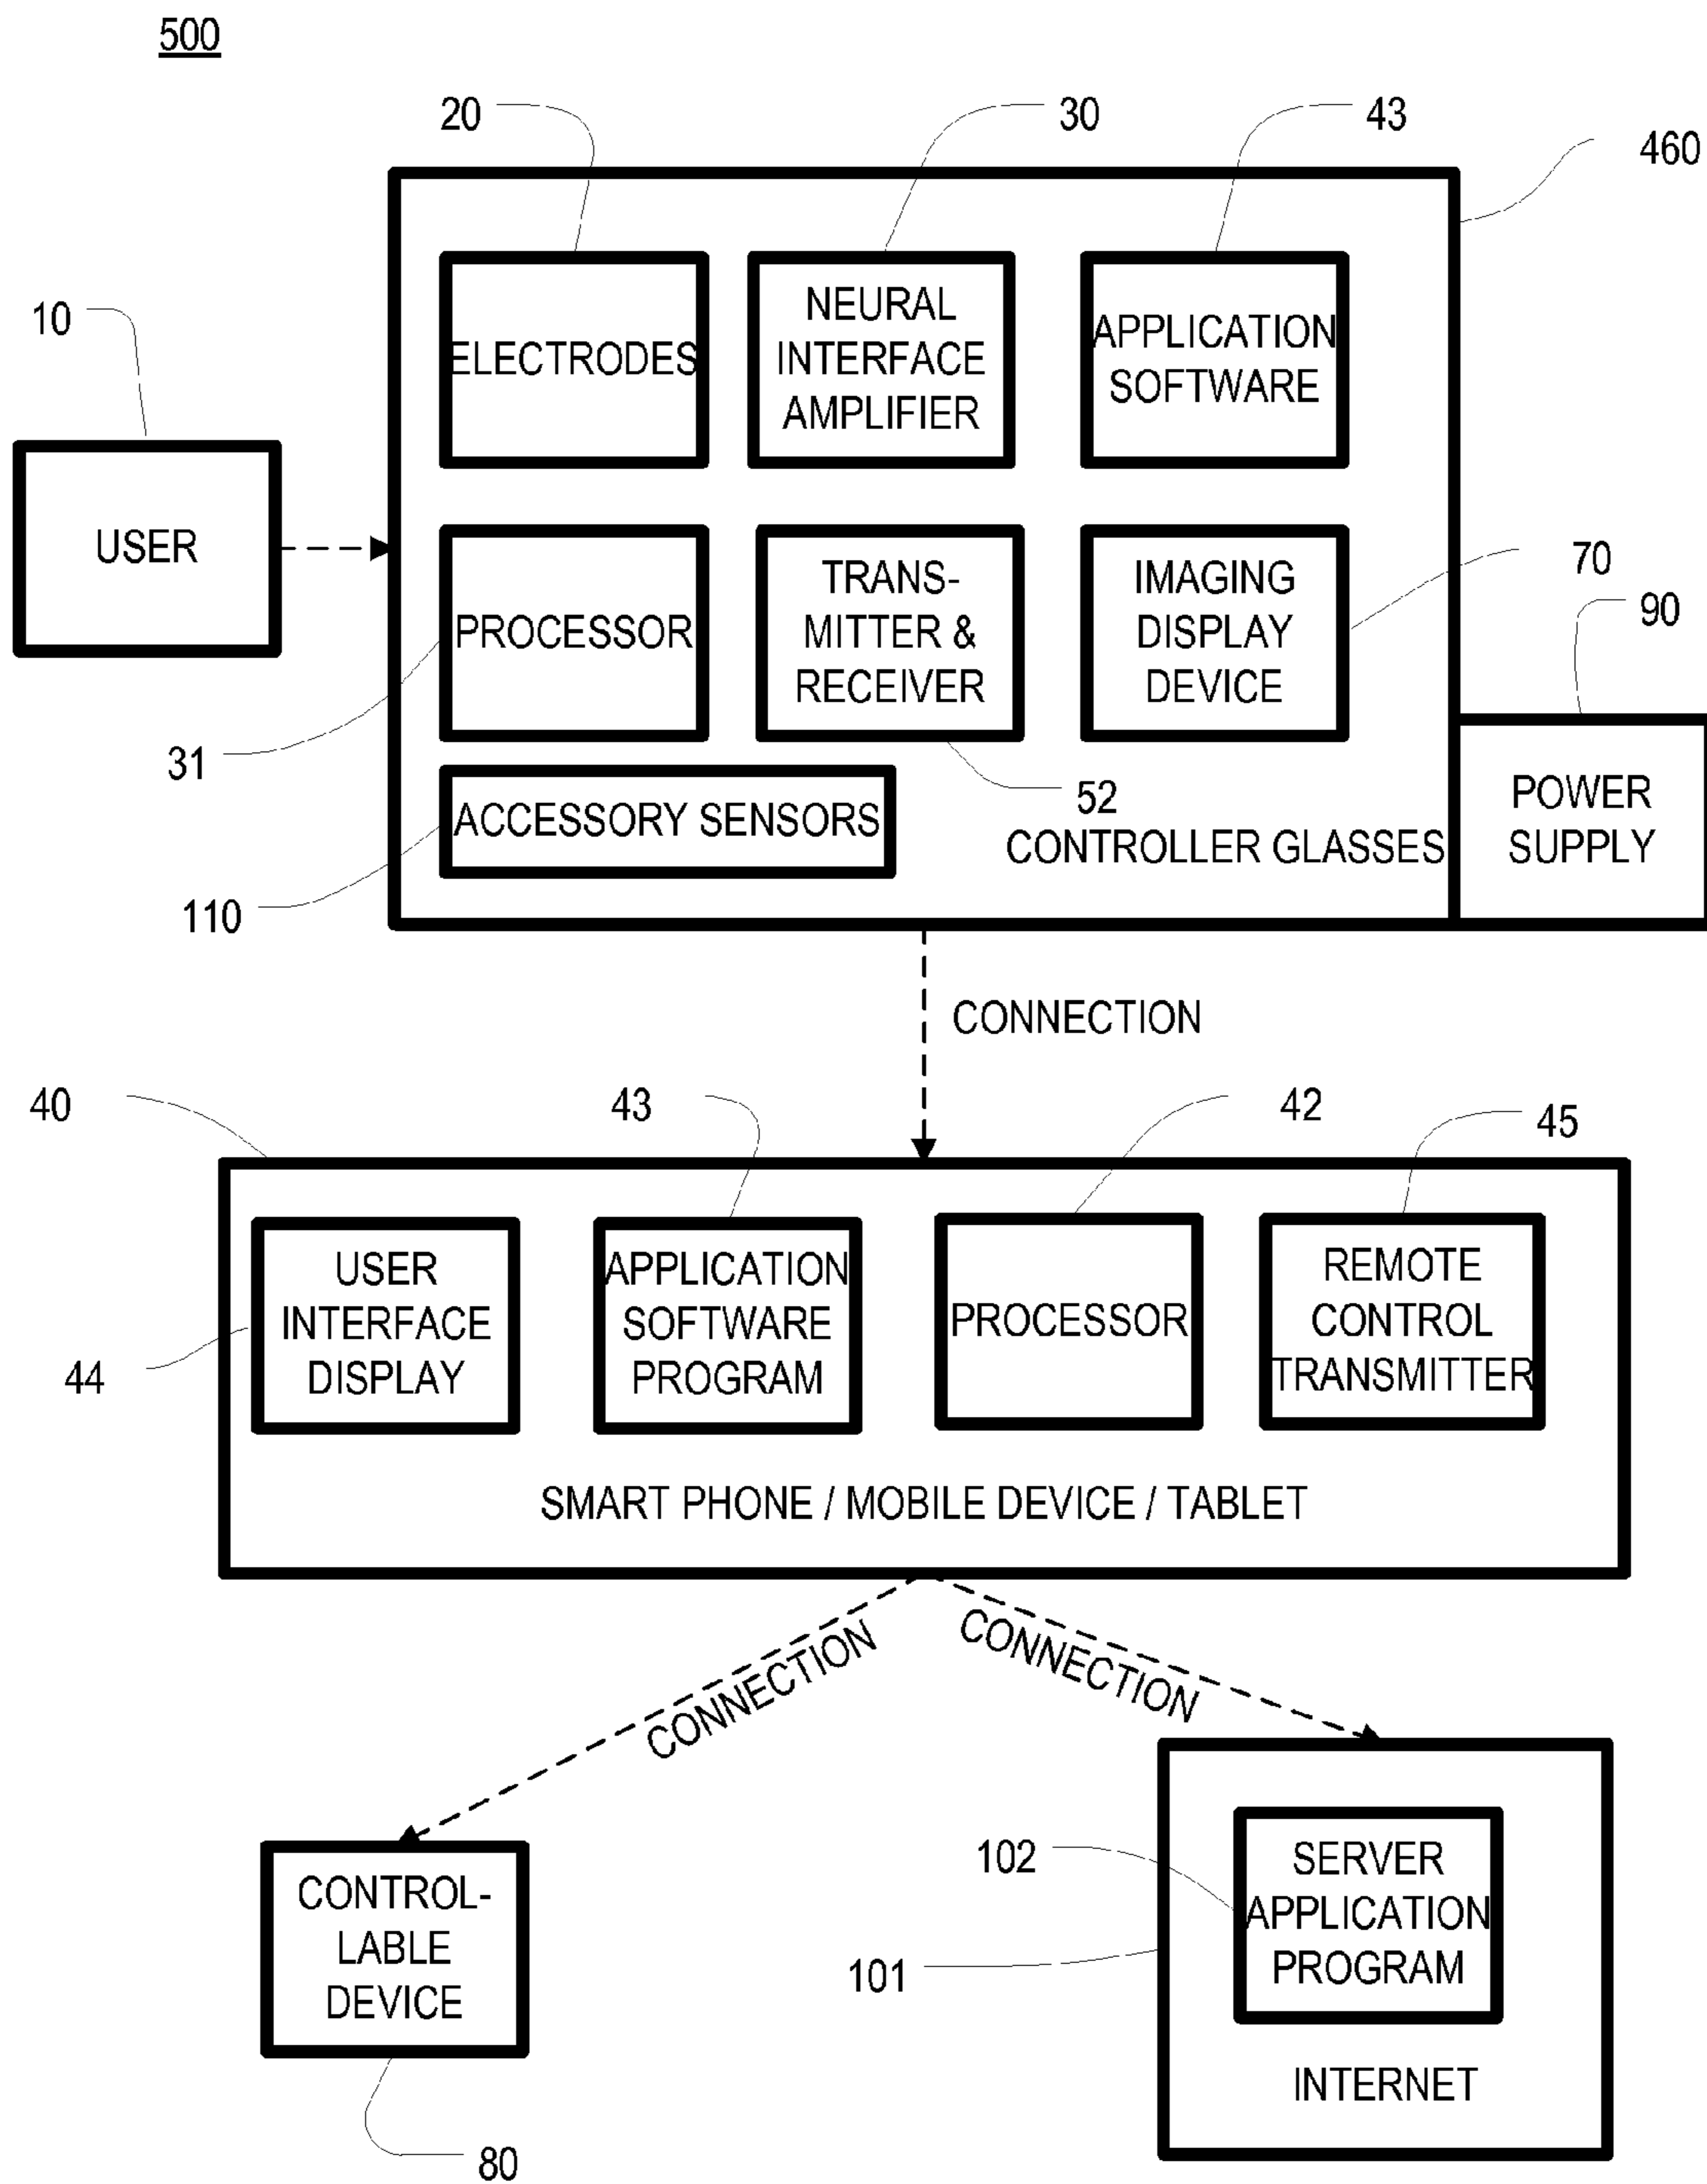 500
20
30
43
460
10
ELECTRODES
NEURAL
INTERFACE
AMPLIFIER
APPLICATION
SOFTWARE
USER
PROCESSOR
TRANS-
MITTER &
RECEIVER
IMAGING
DISPLAY
DEVICE
70
90
31
52
ACCESSORY SENSORS
CONTROLLER GLASSES
POWER
SUPPLY
110
CONNECTION
40
43
42
45
USER
INTERFACE
DISPLAY
APPLICATION
SOFTWARE
PROGRAM
PROCESSOR
REMOTE
CONTROL
TRANSMITTER
44
SMART PHONE / MOBILE DEVICE / TABLET
CONNECTION
CONNECTION
CONTROL-
LABLE
DEVICE
102
SERVER
APPLICATION
PROGRAM
101
INTERNET
80